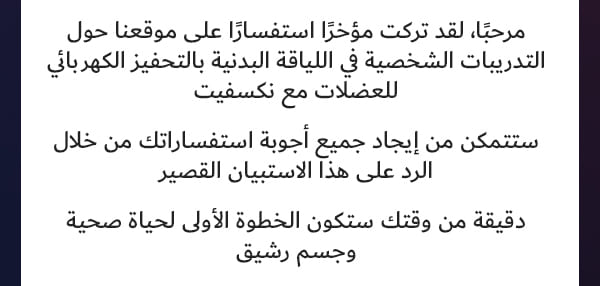 مرحبًا، لقد تركت مؤخرًا استفسارًا على موقعنا حول
التدريبات الشخصية في اللياقة البدنية بالتحفيز الكهربائي
للعضلات مع نكسفيت
ستتمكن من إيجاد جميع أجوبة استفساراتك من خلال
الرد على هذا الاستبيان القصير
دقيقة من وقتك ستكون الخطوة الأولى لحياة صحية
وجسم رشيق